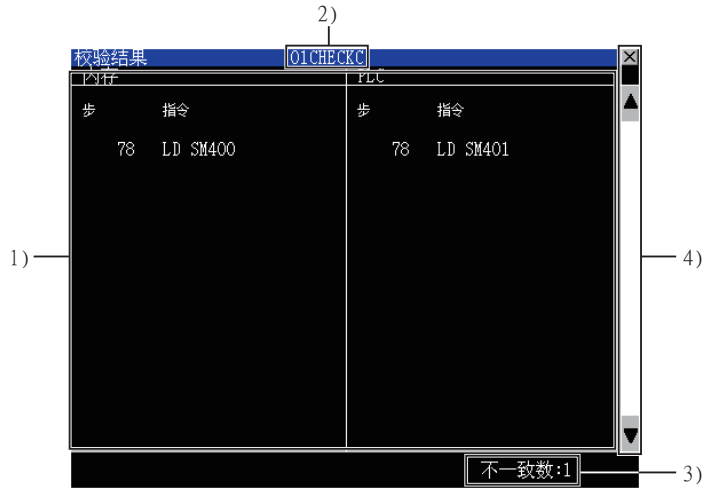 2)
校验结果 01CHECKC ×
内存 PLC
步 指令 步 指令
78 LD SM400 78 LD SM401
1)
4)
不一致数:1
3)